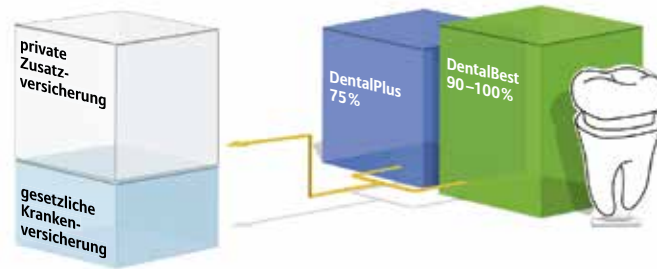 private
Zusatz-
versicherung
gesetzliche
Kranken-
versicherung
DentalPlus
75%
DentalBest
90–100%